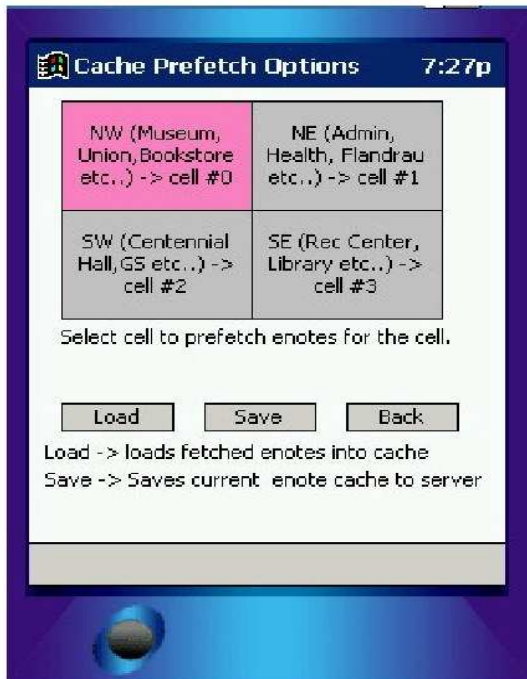 Cache Prefetch Options 7:27p
NW (Museum,
Union,Bookstore
etc..) -> cell #0
NE (Admin,
Health, Flandrau
etc..) -> cell #1
SW (Centennial
Hall,GS etc..) ->
cell #2
SE (Rec Center,
Library etc..) ->
cell #3
Select cell to prefetch enotes for the cell.
Load Save Back
Load -> loads fetched enotes into cache
Save -> Saves current enote cache to server